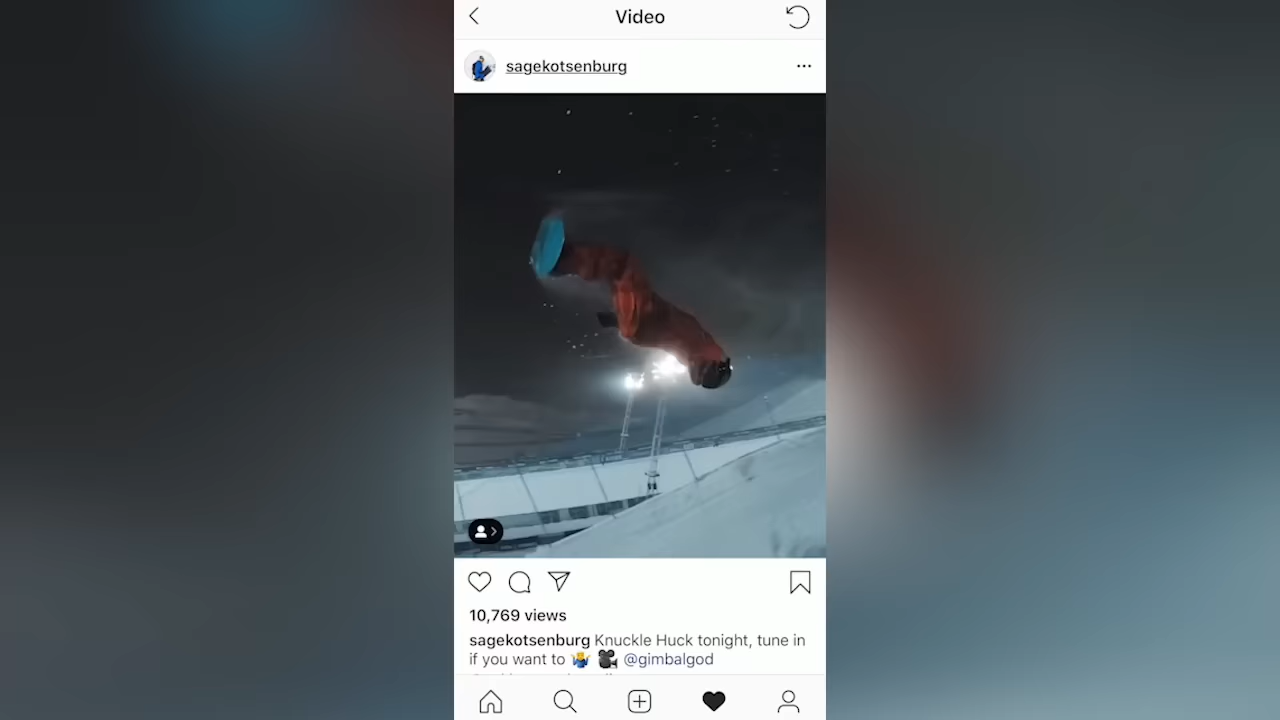 Video
sagekotsenburg
10,769 views
sagekotsenburg Knuckle Huck tonight, tune in
if you want to 🤷‍♂️ 🎥 @gimbalgod